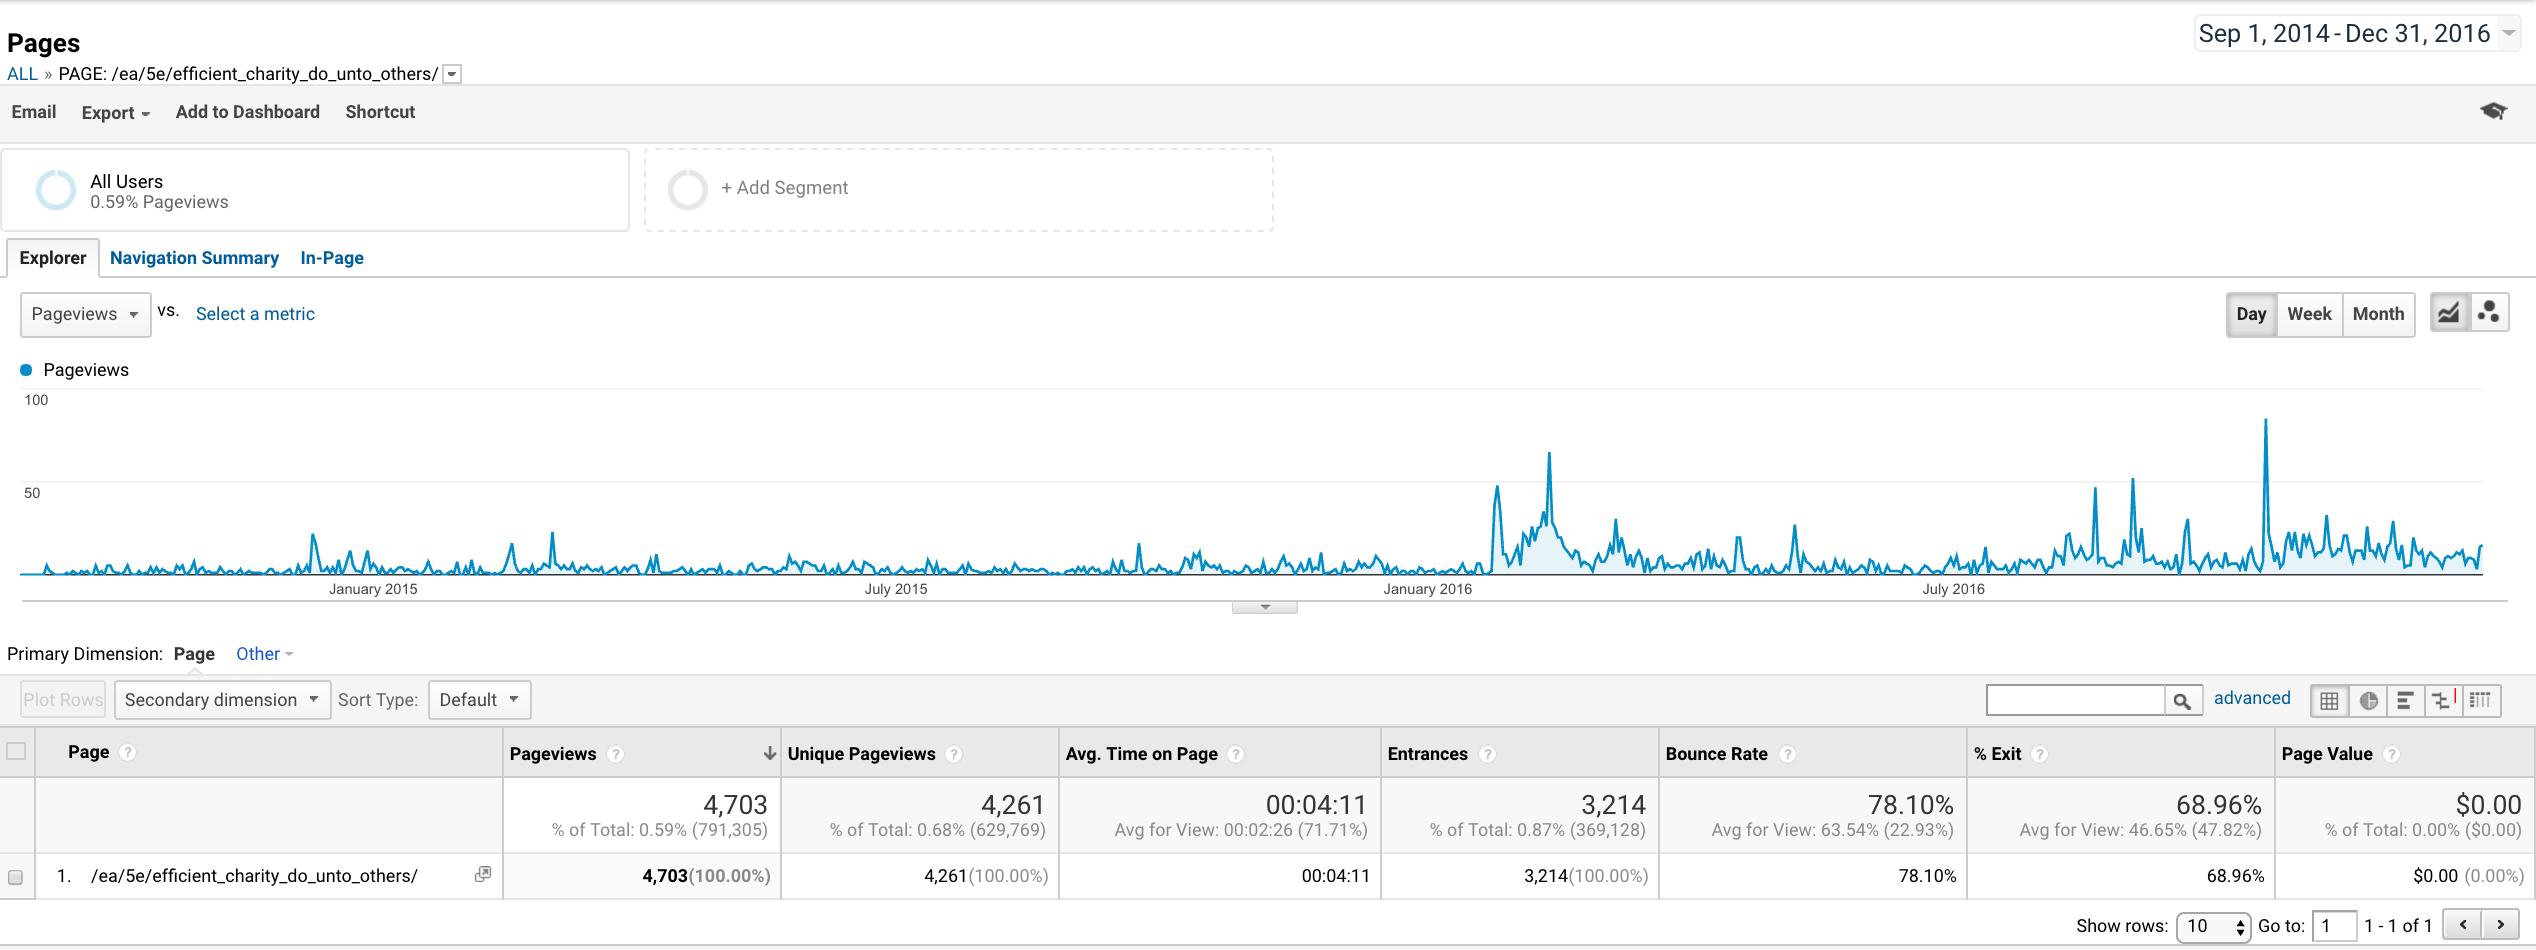 Pages
Sep 1, 2014 - Dec 31, 2016
ALL » PAGE: /ea/5e/efficient_charity_do_unto_others/
Email Export Add to Dashboard Shortcut
All Users
0.59% Pageviews
+ Add Segment
Explorer Navigation Summary In-Page
Pageviews vs. Select a metric
Day Week Month
Pageviews
100
50
January 2015 July 2015 January 2016 July 2016
Primary Dimension: Page Other
Plot Rows Secondary dimension Sort Type: Default advanced
Page ? Pageviews ? Unique Pageviews ? Avg. Time on Page ? Entrances ? Bounce Rate ? % Exit ? Page Value ?
4,703 4,261 00:04:11 3,214 78.10% 68.96% $0.00
% of Total: 0.59% (791,305) % of Total: 0.68% (629,769) Avg for View: 00:02:26 (71.71%) % of Total: 0.87% (369,128) Avg for View: 63.54% (22.93%) Avg for View: 46.65% (47.82%) % of Total: 0.00% ($0.00)
1. /ea/5e/efficient_charity_do_unto_others/ 4,703(100.00%) 4,261(100.00%) 00:04:11 3,214(100.00%) 78.10% 68.96% $0.00 (0.00%)
Show rows: 10 Go to: 1 1 - 1 of 1